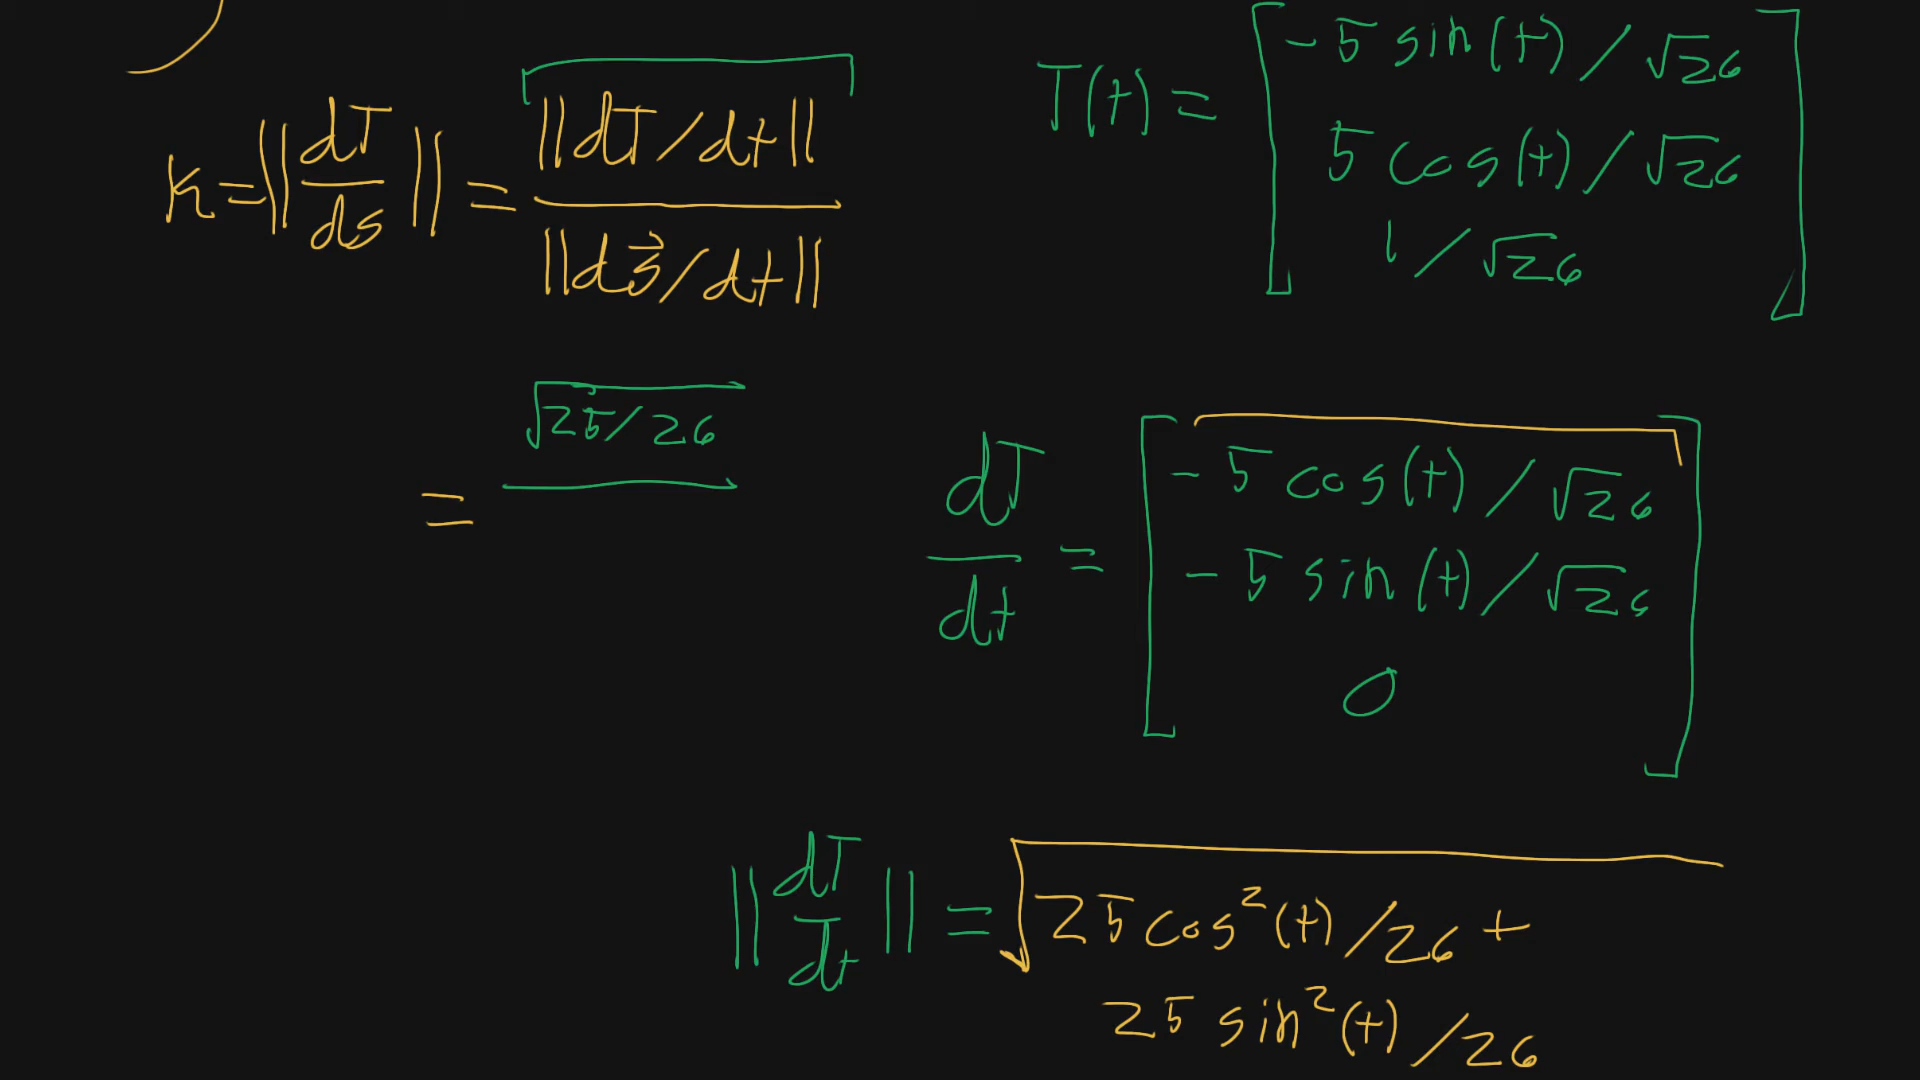 κ = ||dT/ds|| = ||dT/dt|| / ||ds⃗/dt||
T(t) = [ -5 sin(t) / √26
5 cos(t) / √26
1 / √26 ]
= √25/26
dT/dt = [ -5 cos(t) / √26
-5 sin(t) / √26
0 ]
||dT/dt|| = √25 cos²(t) / 26 +
25 sin²(t) / 26